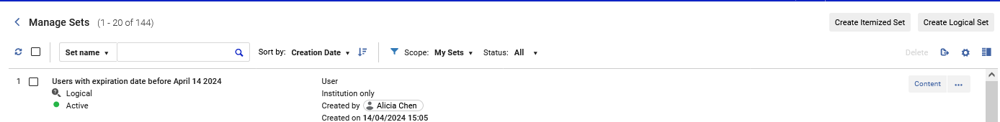 Manage Sets (1 - 20 of 144)
Create Itemized Set Create Logical Set
Set name Sort by: Creation Date Scope: My Sets Status: All Delete
1 Users with expiration date before April 14 2024 User Content
Logical Institution only
Active Created by Alicia Chen
Created on 14/04/2024 15:05